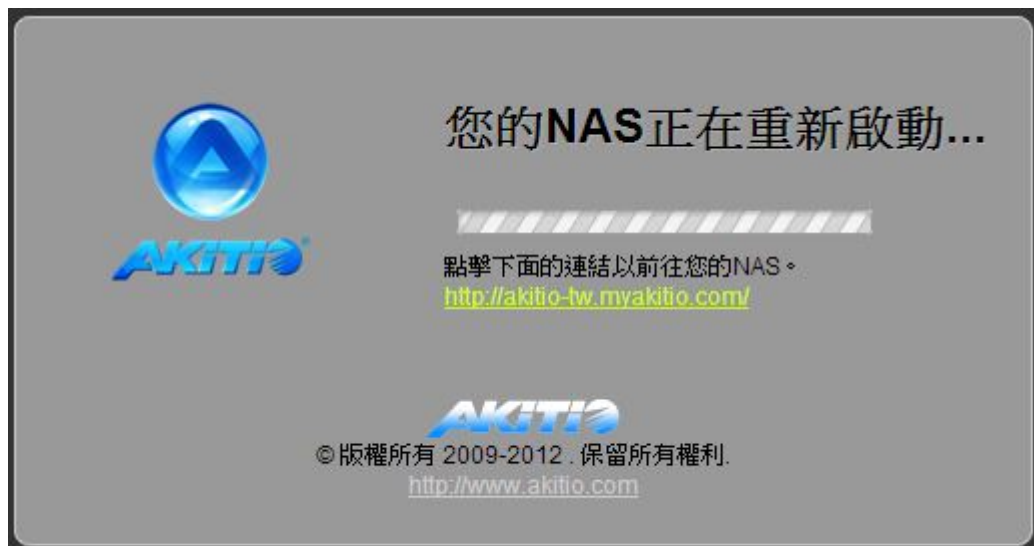 您的NAS正在重新啟動...
AKiTiO
點擊下面的連結以前往您的NAS。
http://akitio-tw.myakitio.com/
AKiTiO
©版權所有 2009-2012 . 保留所有權利.
http://www.akitio.com